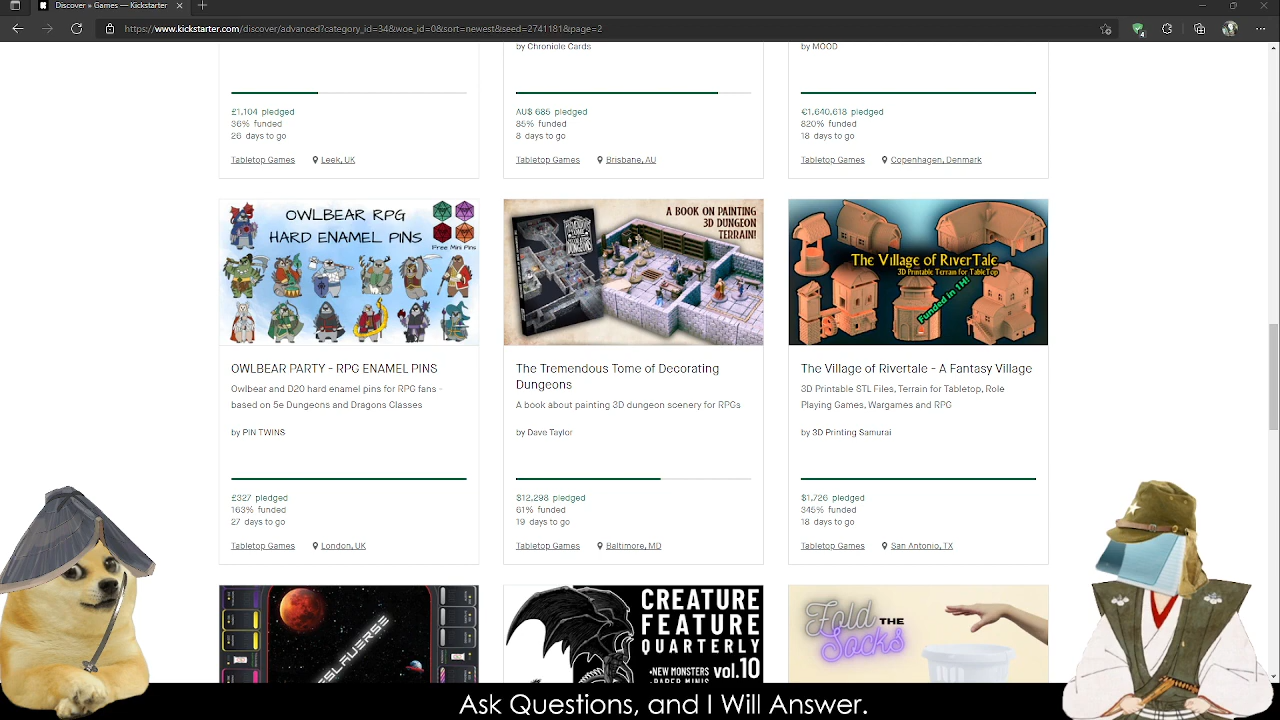 Discover » Games — Kickstarter
https://www.kickstarter.com/discover/advanced?category_id=34&woe_id=0&sort=newest&seed=2741181&page=2
by Chronicle Cards
by MOOD
£1,104 pledged
36% funded
26 days to go
Tabletop Games Leek, UK
AU$ 685 pledged
85% funded
8 days to go
Tabletop Games Brisbane, AU
€1,640,618 pledged
820% funded
18 days to go
Tabletop Games Copenhagen, Denmark
OWLBEAR RPG
HARD ENAMEL PINS
Free Mini Pins
OWLBEAR PARTY - RPG ENAMEL PINS
Owlbear and D20 hard enamel pins for RPG fans -
based on 5e Dungeons and Dragons Classes
by PIN TWINS
£327 pledged
163% funded
27 days to go
Tabletop Games London, UK
A BOOK ON PAINTING
3D DUNGEON
TERRAIN!
The Tremendous Tome of Decorating
Dungeons
A book about painting 3D dungeon scenery for RPGs
by Dave Taylor
$12,298 pledged
61% funded
19 days to go
Tabletop Games Baltimore, MD
The Village of RiverTale
3D Printable Terrain for TableTop
Funded in 1H!
The Village of Rivertale - A Fantasy Village
3D Printable STL Files, Terrain for Tabletop, Role
Playing Games, Wargames and RPG
by 3D Printing Samurai
$1,726 pledged
345% funded
18 days to go
Tabletop Games San Antonio, TX
ESLAVERSE
CREATURE
FEATURE
QUARTERLY
•NEW MONSTERS vol.10
•PAPER MINIS
Fold THE
Socks
Ask Questions, and I Will Answer.